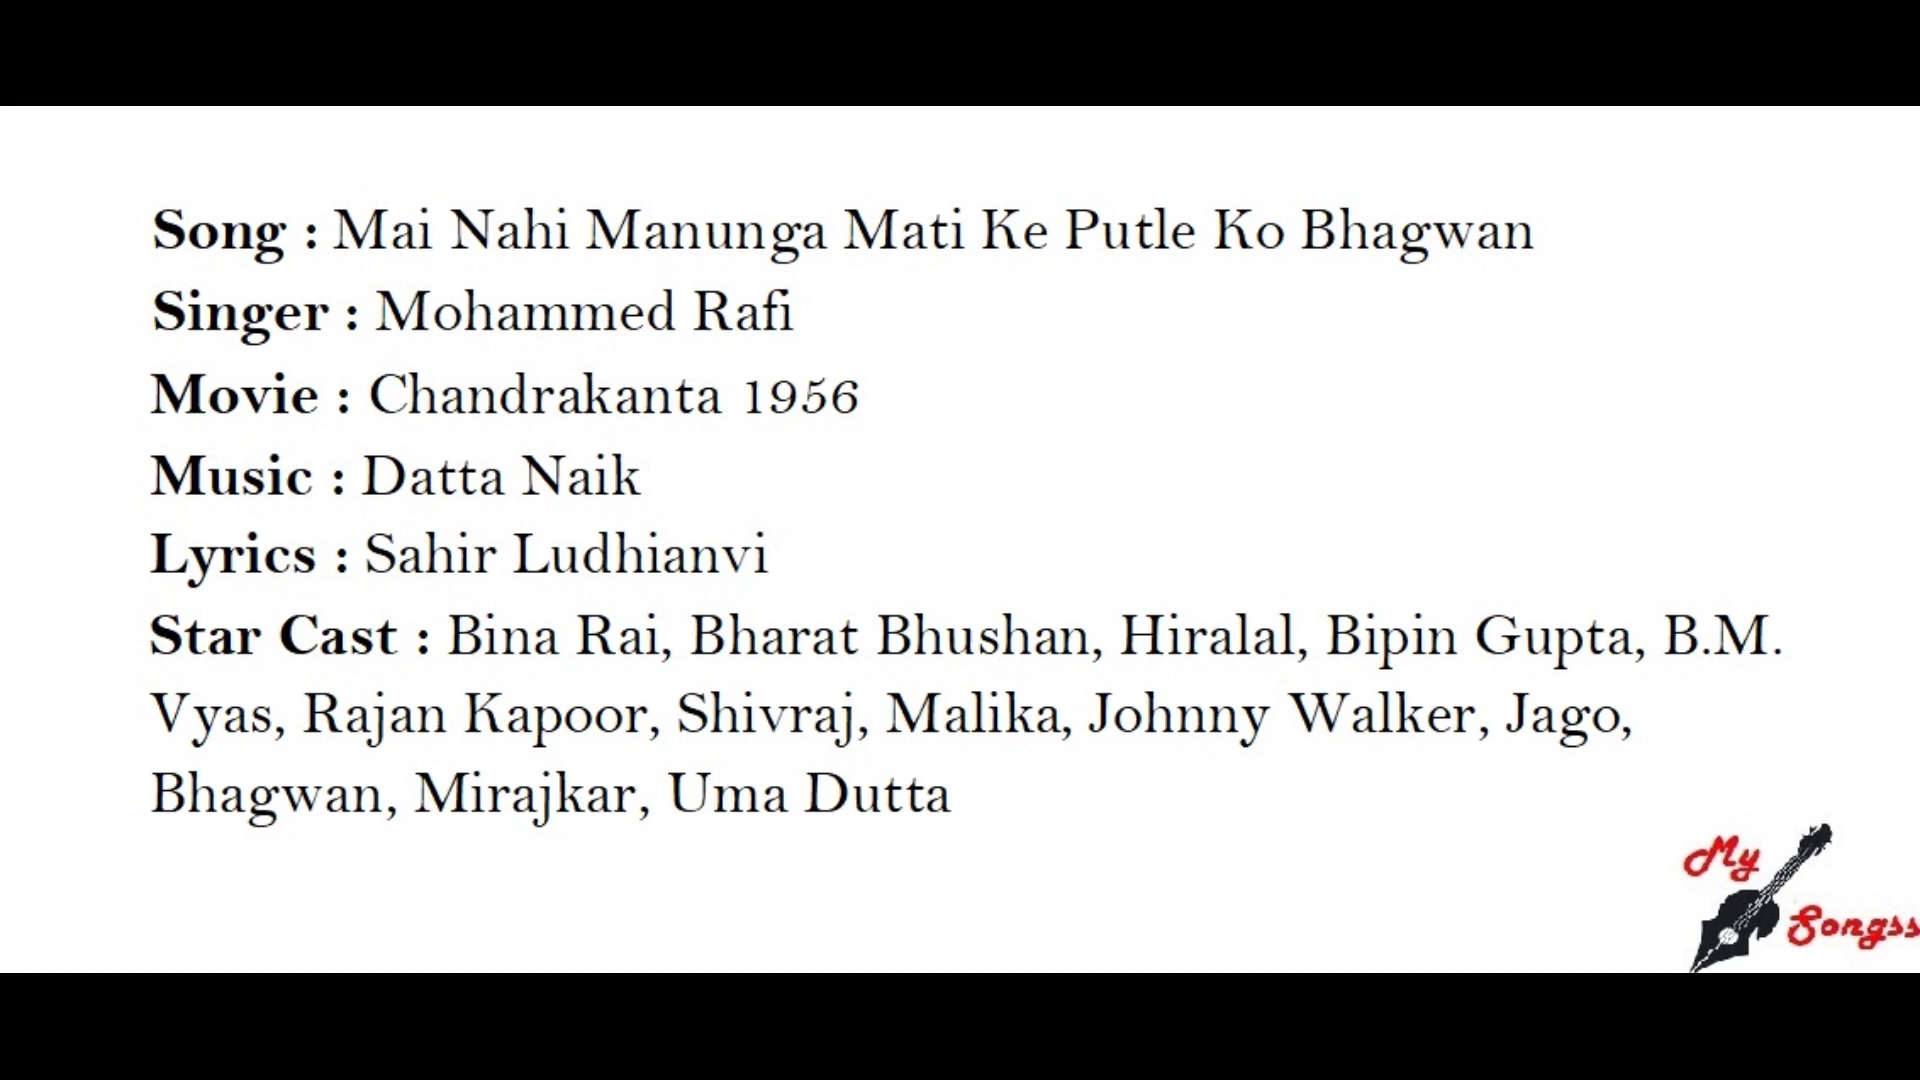 Song : Mai Nahi Manunga Mati Ke Putle Ko Bhagwan
Singer : Mohammed Rafi
Movie : Chandrakanta 1956
Music : Datta Naik
Lyrics : Sahir Ludhianvi
Star Cast : Bina Rai, Bharat Bhushan, Hiralal, Bipin Gupta, B.M.
Vyas, Rajan Kapoor, Shivraj, Malika, Johnny Walker, Jago,
Bhagwan, Mirajkar, Uma Dutta
My
Songss